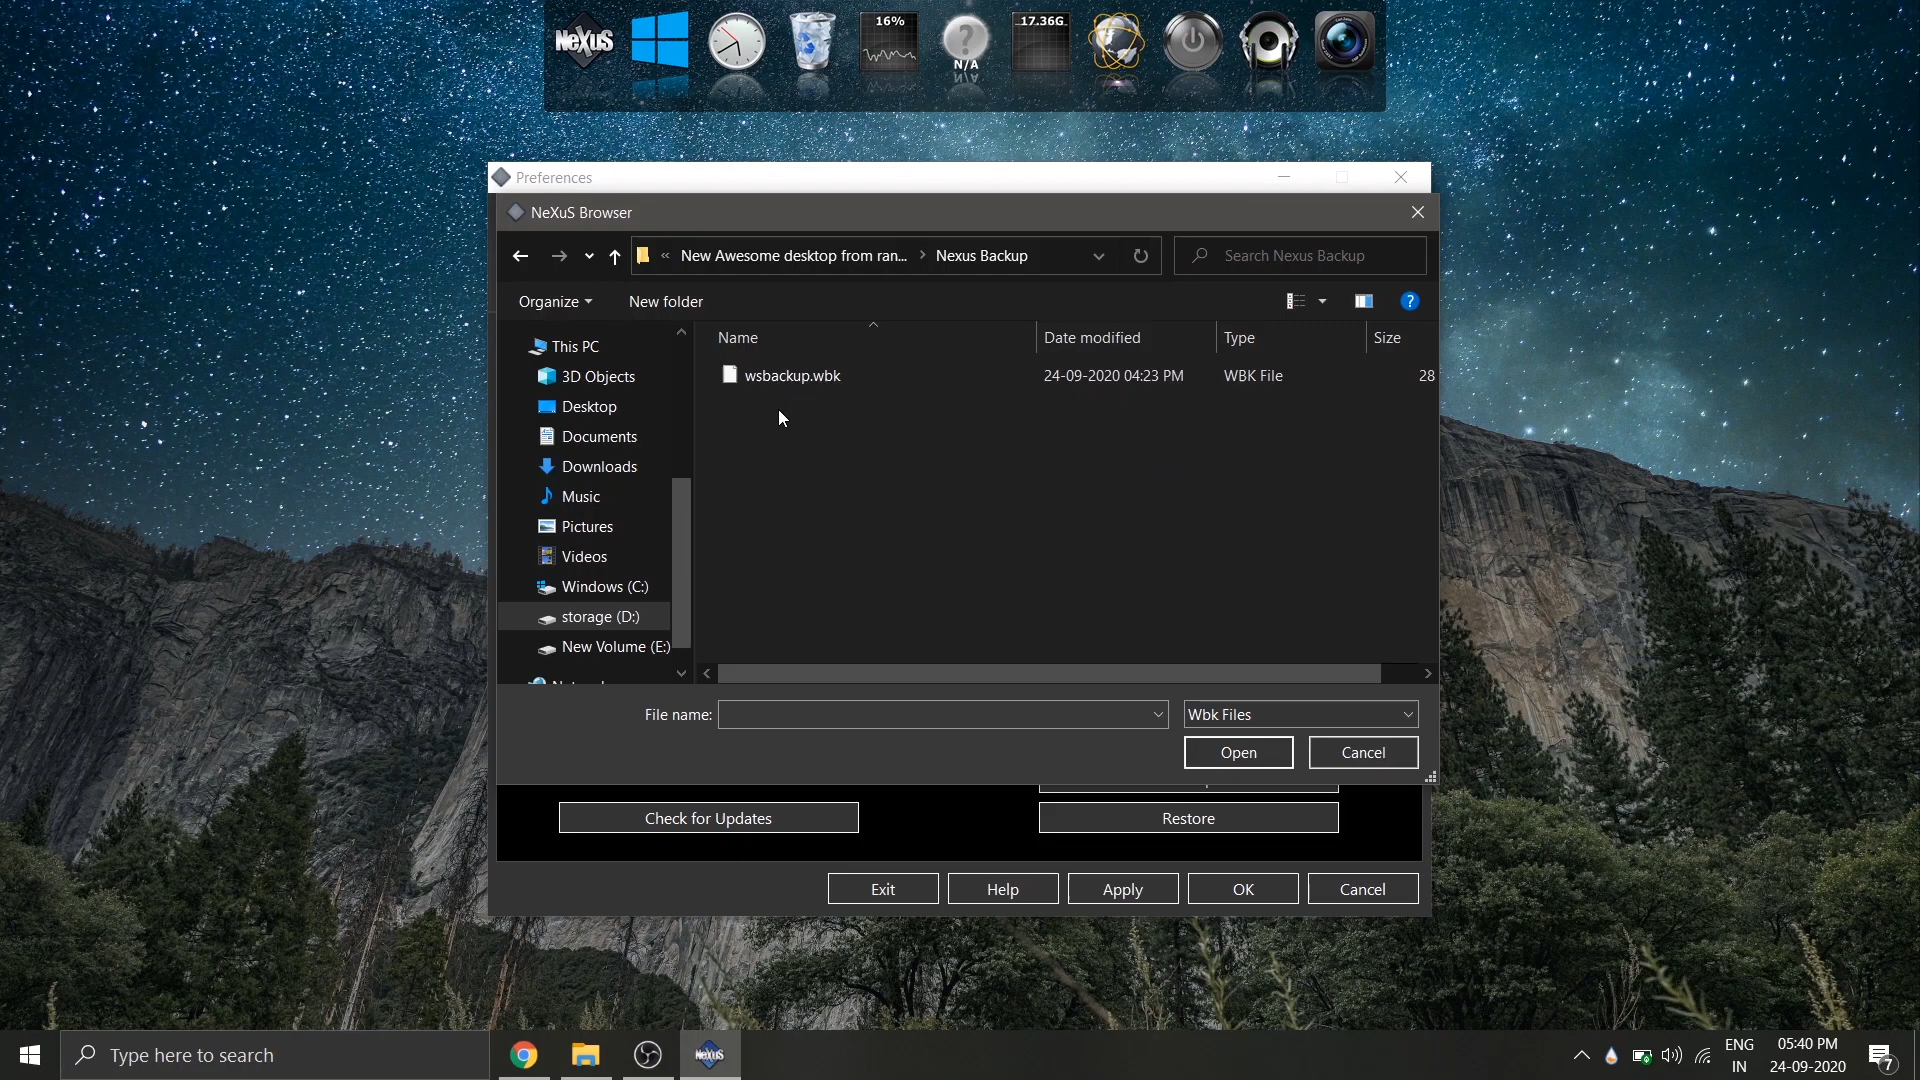 NeXuS
16%
?
N/A
17.36G
Preferences
NeXuS Browser
« New Awesome desktop from ran... > Nexus Backup
Search Nexus Backup
Organize
New folder
?
Name
Date modified
Type
Size
This PC
3D Objects
Desktop
Documents
Downloads
Music
Pictures
Videos
Windows (C:)
storage (D:)
New Volume (E:)
wsbackup.wbk
24-09-2020 04:23 PM
WBK File
28
File name:
Wbk Files
Open
Cancel
Check for Updates
Restore
Exit
Help
Apply
OK
Cancel
Type here to search
NeXuS
ENG
IN
05:40 PM
24-09-2020
7